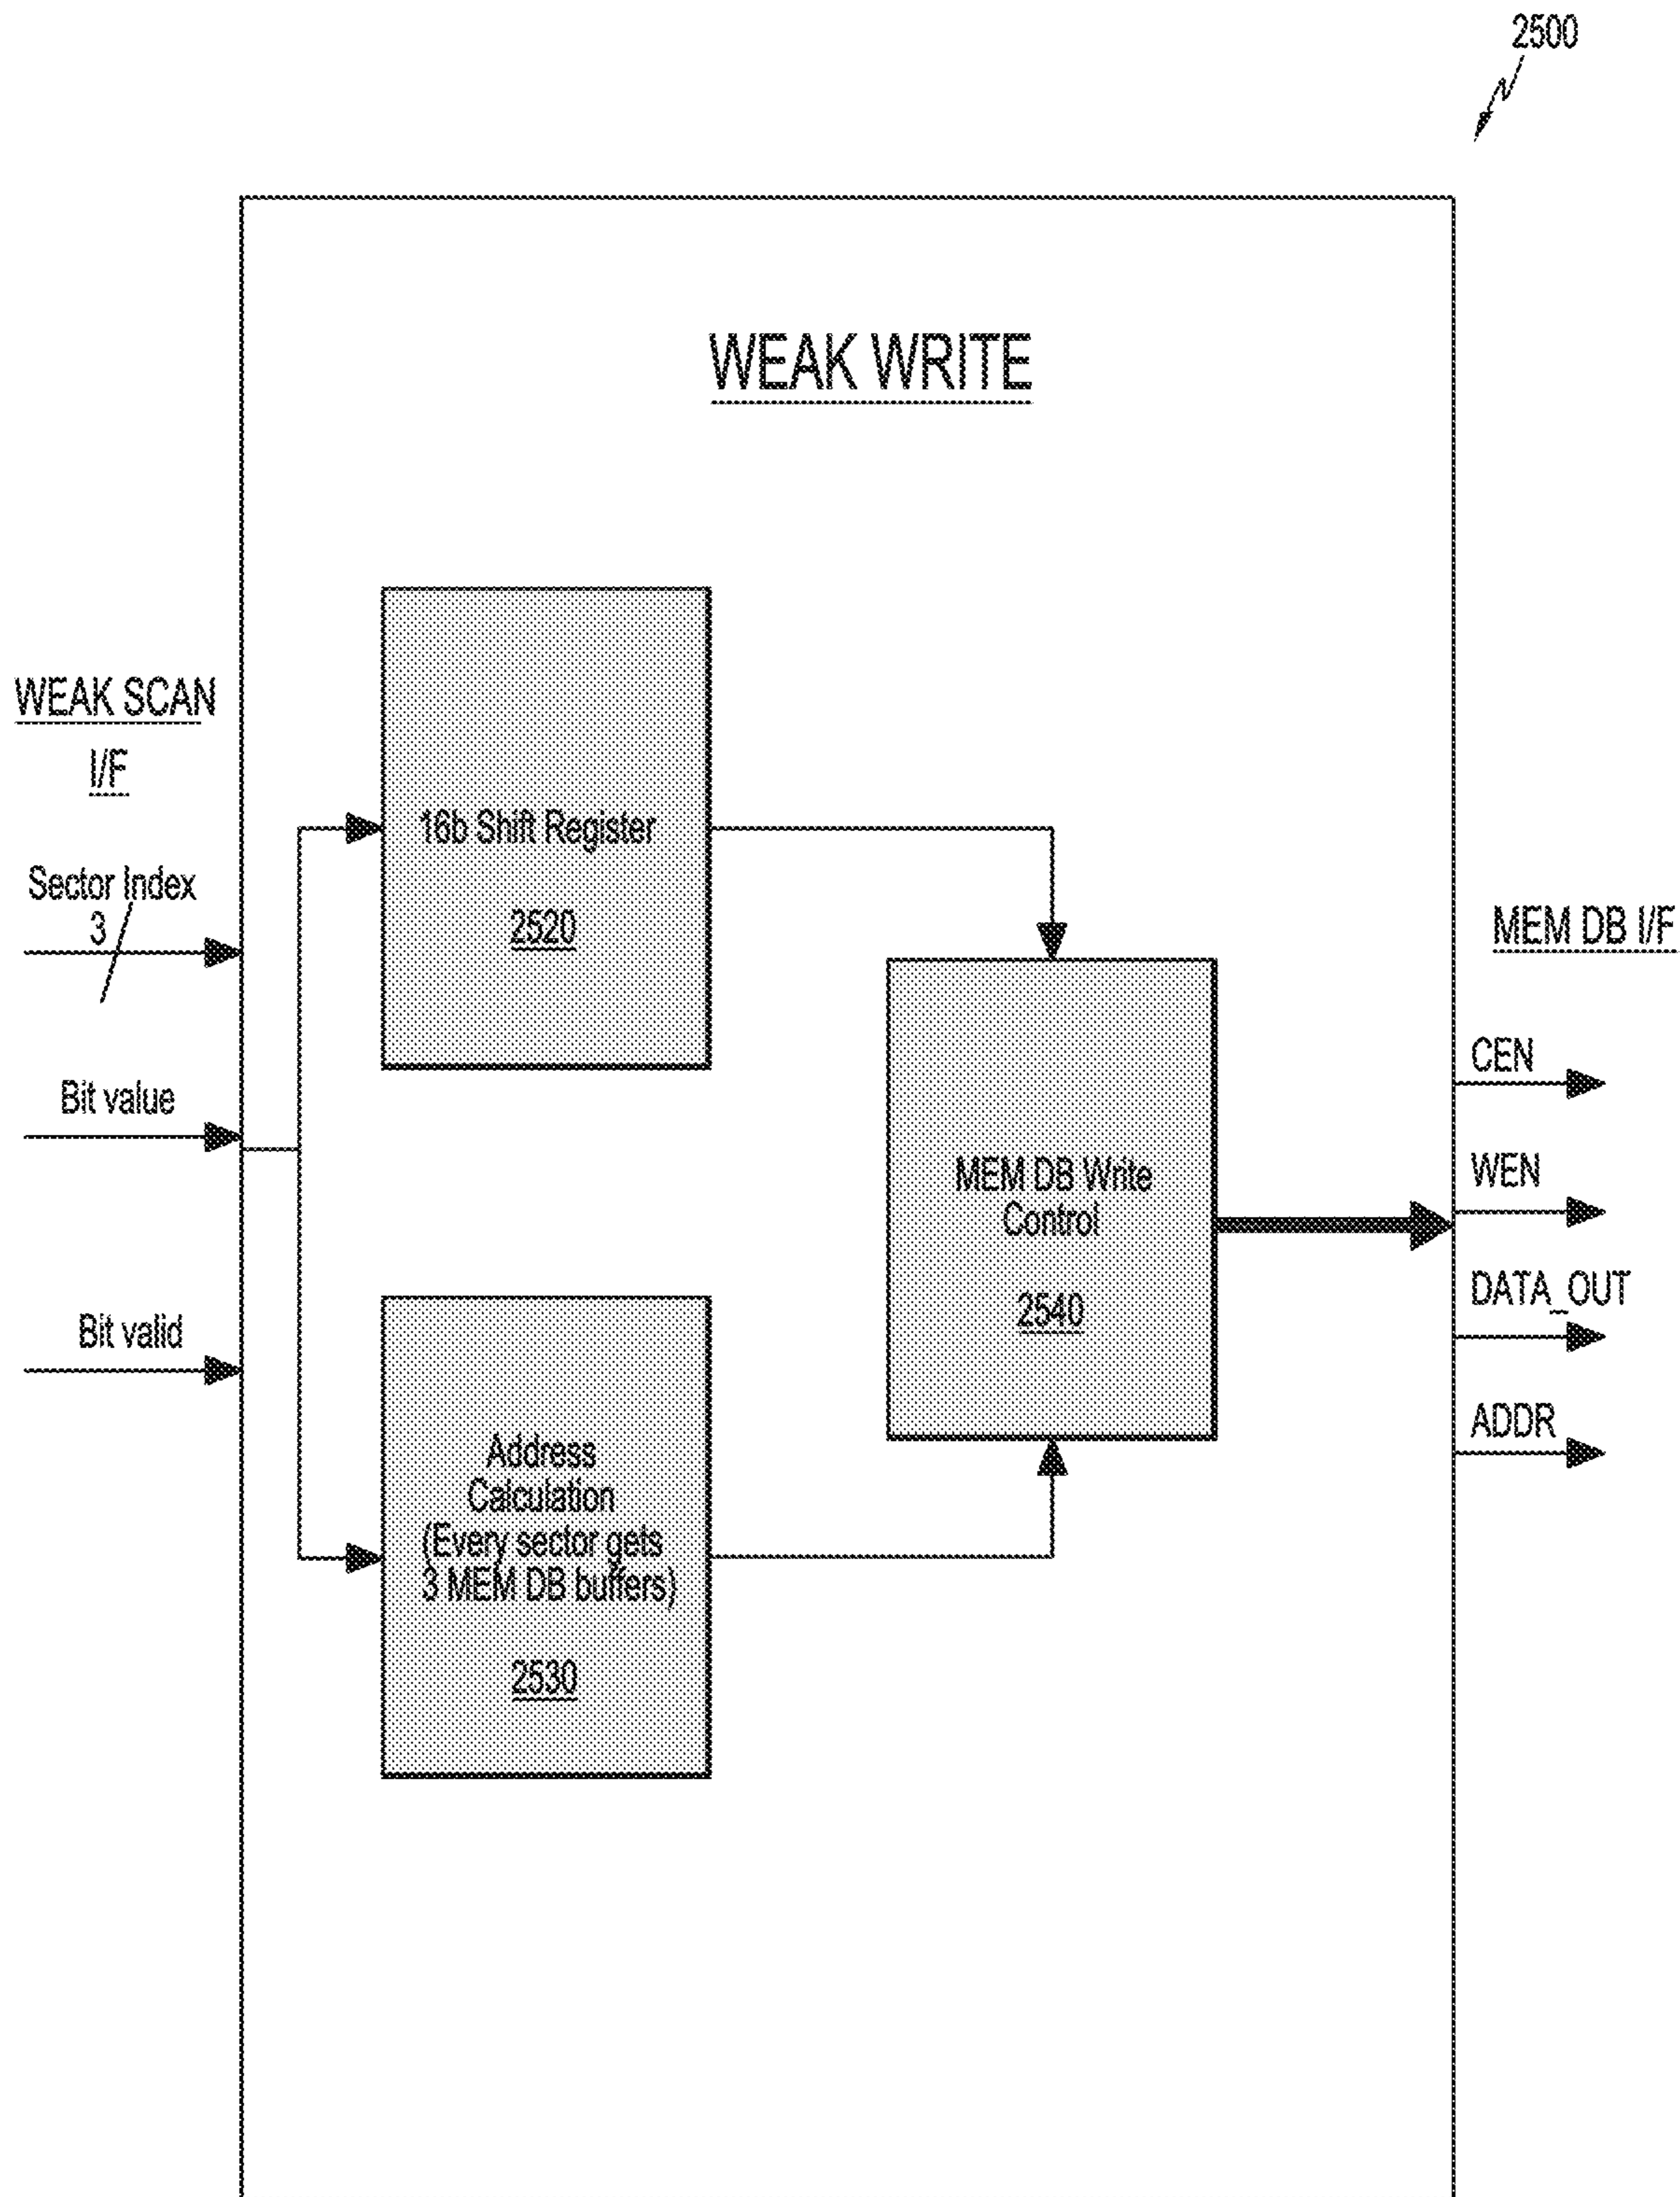 2500
WEAK WRITE
WEAK SCAN
I/F
Sector Index
3
Bit value
Bit valid
16b Shift Register
2520
Address
Calculation
(Every sector gets
3 MEM DB buffers)
2530
MEM DB Write
Control
2540
MEM DB I/F
CEN
WEN
DATA_OUT
ADDR